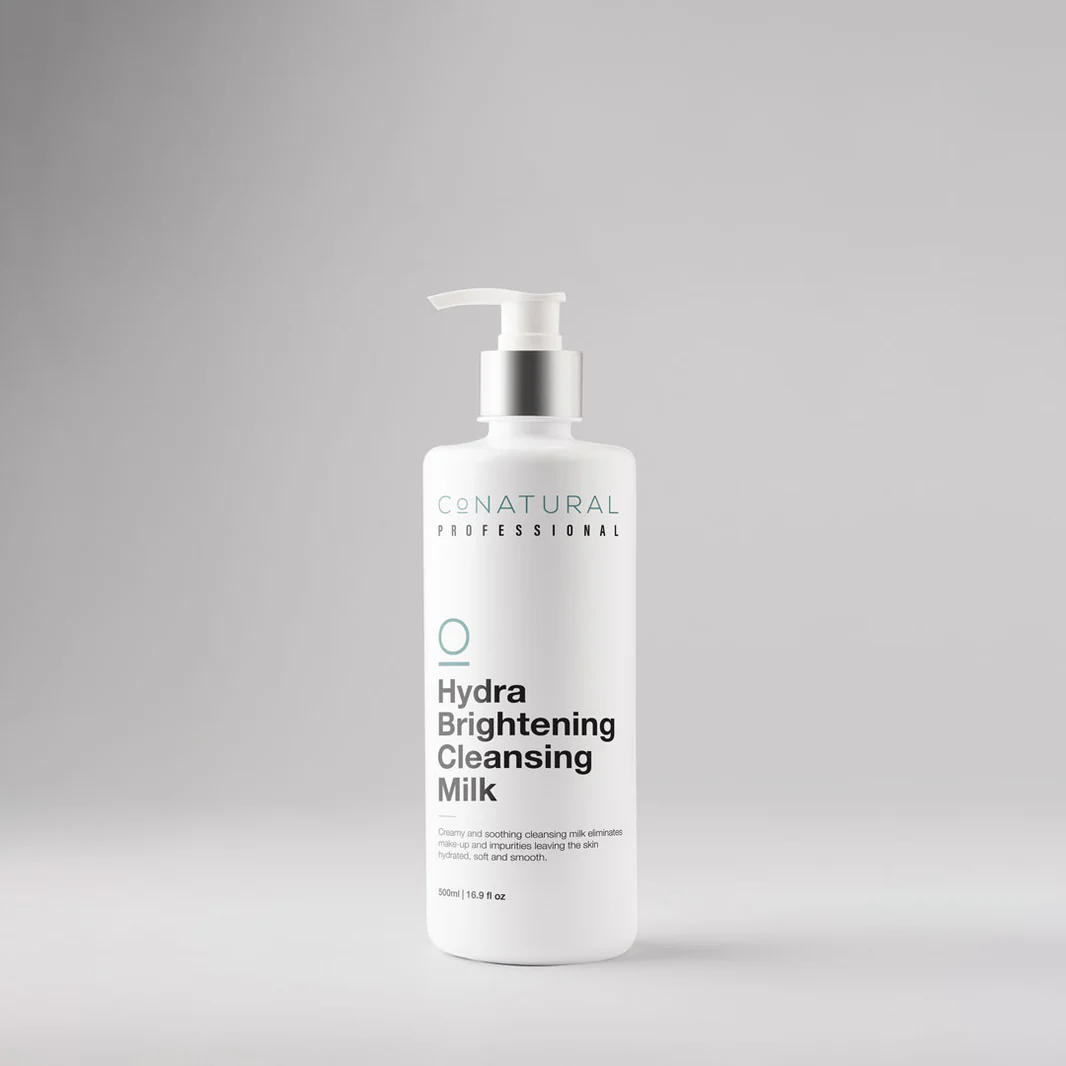 CoNATURAL
PROFESSIONAL
O
Hydra
Brightening
Cleansing
Milk
Creamy and soothing cleansing milk eliminates
make-up and impurities leaving the skin
hydrated, soft and smooth.
500ml | 16.9 fl oz